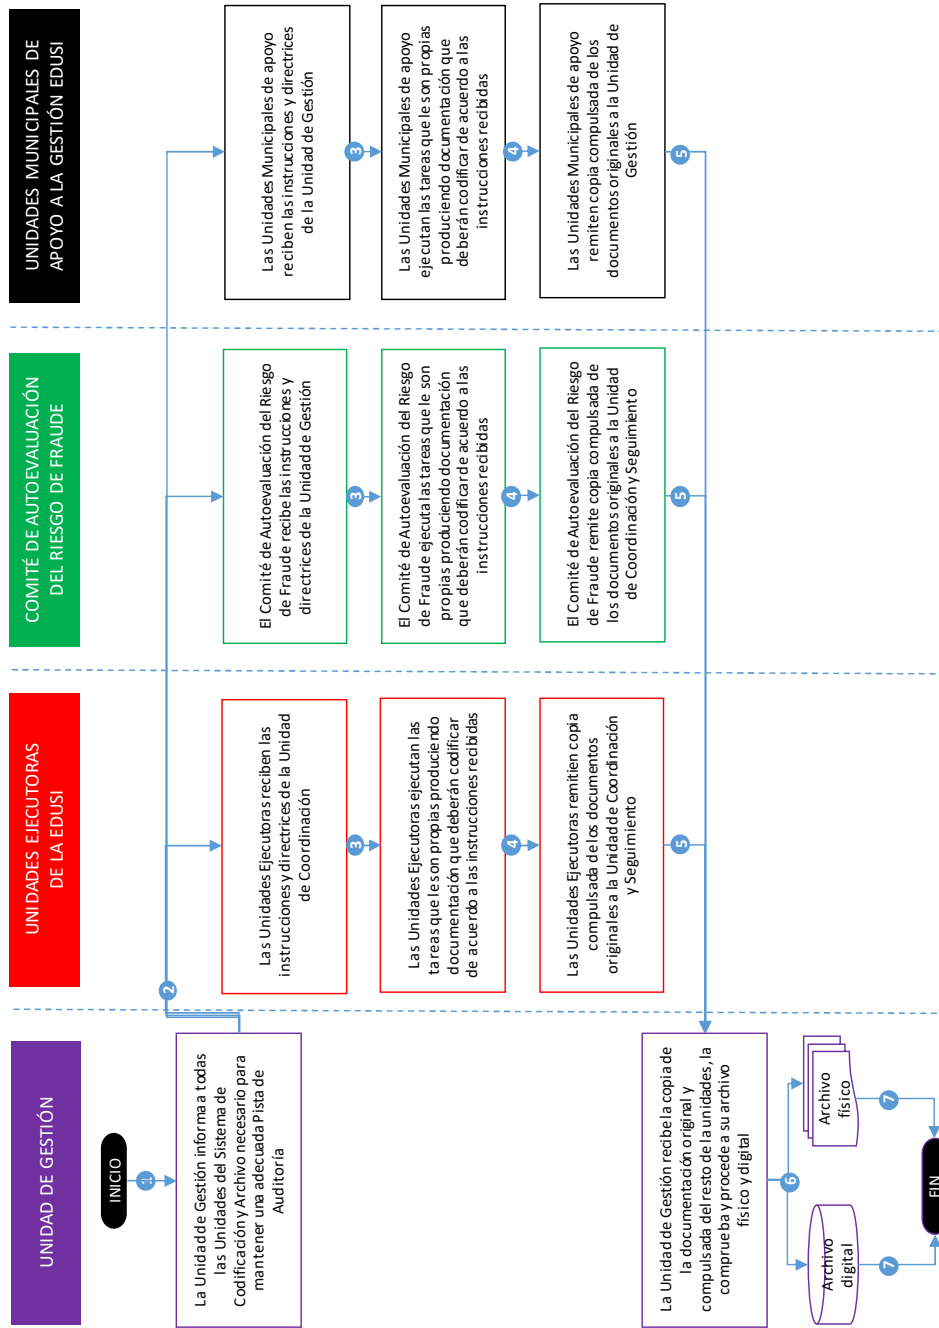 UNIDAD DE GESTIÓN
UNIDADES EJECUTORAS
DE LA EDUSI
COMITÉ DE AUTOEVALUACIÓN
DEL RIESGO DE FRAUDE
UNIDADES MUNICIPALES DE
APOYO A LA GESTIÓN EDUSI
INICIO
1
La Unidad de Gestión informa a todas
las Unidades del Sistema de
Codificación y Archivo necesario para
mantener una adecuada Pista de
Auditoría
2
Las Unidades Ejecutoras reciben las
instrucciones y directrices de la Unidad
de Coordinación
El Comité de Autoevaluación del Riesgo
de Fraude recibe las instrucciones y
directrices de la Unidad de Gestión
Las Unidades Municipales de apoyo
reciben las instrucciones y directrices
de la Unidad de Gestión
3
3
3
Las Unidades Ejecutoras ejecutan las
tareas que le son propias produciendo
documentación que deberán codificar
de acuerdo a las instrucciones recibidas
El Comité de Autoevaluación del Riesgo
de Fraude ejecuta las tareas que le son
propias produciendo documentación
que deberán codificar de acuerdo a las
instrucciones recibidas
Las Unidades Municipales de apoyo
ejecutan las tareas que le son propias
produciendo documentación que
deberán codificar de acuerdo a las
instrucciones recibidas
4
4
4
Las Unidades Ejecutoras remitien copia
compulsada de los documentos
originales a la Unidad de Coordinación
y Seguimiento
El Comité de Autoevaluación del Riesgo
de Fraude remite copia compulsada de
los documentos originales a la Unidad
de Coordinación y Seguimiento
Las Unidades Municipales de apoyo
remiten copia compulsada de los
documentos originales a la Unidad de
Gestión
5
5
5
La Unidad de Gestión recibe la copia de
la documentación original y
compulsada del resto de la unidades, la
comprueba y procede a su archivo
físico y digital
6
Archivo
digital
Archivo
físico
7
7
FIN